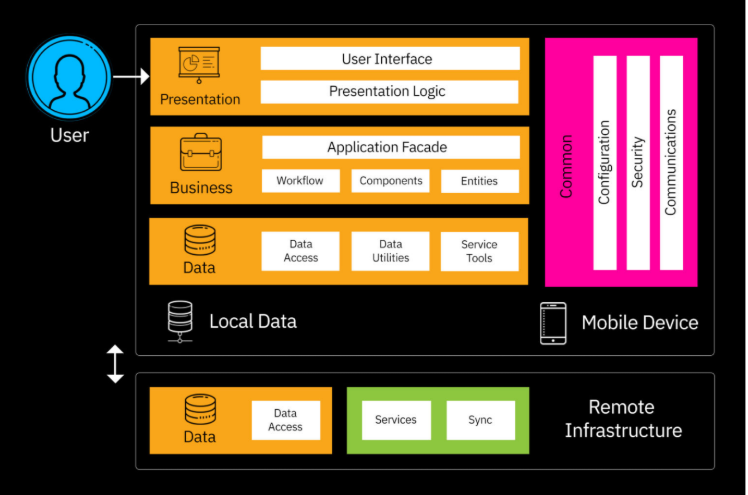 User
Presentation
User Interface
Presentation Logic
Business
Application Facade
Workflow
Components
Entities
Data
Data
Access
Data
Utilities
Service
Tools
Common
Configuration
Security
Communications
Local Data
Mobile Device
Data
Data
Access
Services
Sync
Remote
Infrastructure